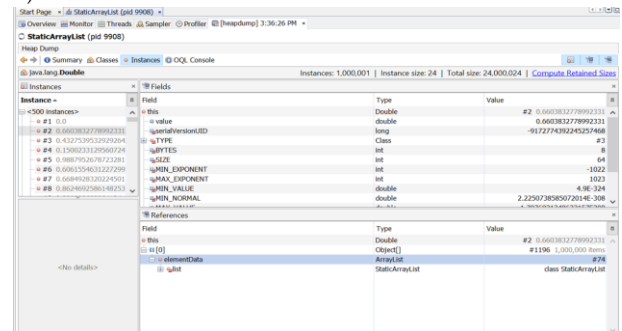 Start Page × StaticArrayList (pid 9908) ×
Overview Monitor Threads Sampler Profiler [heapdump] 3:36:26 PM ×
StaticArrayList (pid 9908)
Heap Dump
Summary Classes Instances OQL Console
java.lang.Double Instances: 1,000,001 | Instance size: 24 | Total size: 24,000,024 | Compute Retained Sizes
Instances
Instance
<500 instances>
#1 0.0
#2 0.6603832778992331
#3 0.4327539532929264
#4 0.1590233129560724
#5 0.9887952678723281
#6 0.6061554631227299
#7 0.6684928320224501
#8 0.8624692586148253
<No details>
Fields
Field Type Value
this Double #2 0.6603832778992331
value double 0.6603832778992331
serialVersionUID long -9172774392245257468
TYPE Class #3
BYTES int 8
SIZE int 64
MIN_EXPONENT int -1022
MAX_EXPONENT int 1023
MIN_VALUE double 4.9E-324
MIN_NORMAL double 2.2250738585072014E-308
References
Field Type Value
this Double #2 0.6603832778992331
[0] Object[] #1196 1,000,000 items
elementData ArrayList #74
list StaticArrayList class StaticArrayList